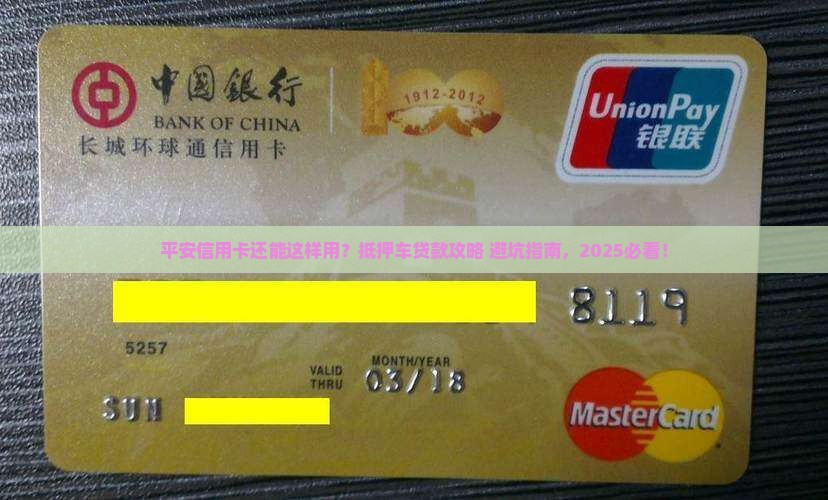 中国银行
BANK OF CHINA
长城环球通信用卡
1912-2012
UnionPay
银联
平安信用卡还能这样用？抵押车贷款攻略 避坑指南，2025必看！
8119
5257
VALID THRU
MONTH/YEAR
03/18
SUN
MasterCard